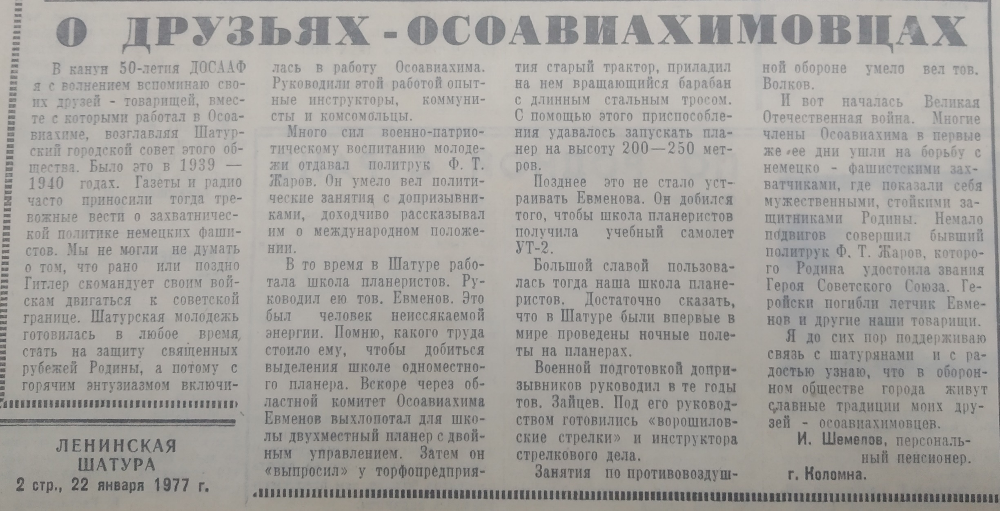 О ДРУЗЬЯХ - ОСОАВИАХИМОВЦАХ
В канун 50-летия ДОСААФ
я с волнением вспоминаю сво-
их друзей - товарищей, вмес-
те с которыми работал в Осоа-
виахиме, возглавляя Шатур-
ский городской совет этого об-
щества. Было это в 1939 —
1940 годах. Газеты и радио
часто приносили тогда тре-
вожные вести о захватничес-
кой политике немецких фаши-
стов. Мы не могли не думать
о том, что рано или поздно
Гитлер скомандует своим вой-
скам двигаться к советской
границе. Шатурская молодежь
готовилась в любое время
стать на защиту священных
рубежей Родины, а потому с
горячим энтузиазмом включи-
лась в работу Осоавиахима.
Руководили этой работой опыт-
ные инструкторы, коммуни-
сты и комсомольцы.
Много сил военно-патрио-
тическому воспитанию молоде-
жи отдавал политрук Ф. Т.
Жаров. Он умело вел полити-
ческие занятия с допризывни-
ками, доходчиво рассказывал
им о международном положе-
нии.
В то время в Шатуре рабо-
тала школа планеристов. Ру-
ководил ею тов. Евменов. Это
был человек неиссякаемой
энергии. Помню, какого труда
стоило ему, чтобы добиться
выделения школе одноместно-
го планера. Вскоре через об-
ластной комитет Осоавиахима
Евменов выхлопотал для шко-
лы двухместный планер с двой-
ным управлением. Затем он
«выпросил» у торфопредприя-
тия старый трактор, приладил
на нем вращающийся барабан
с длинным стальным тросом.
С помощью этого приспособле-
ния удавалось запускать пла-
нер на высоту 200—250 мет-
ров.
Позднее это не стало уст-
раивать Евменова. Он добился
того, чтобы школа планеристов
получила учебный самолет
УТ-2.
Большой славой пользова-
лась тогда наша школа плане-
ристов. Достаточно сказать,
что в Шатуре были впервые в
мире проведены ночные поле-
ты на планерах.
Военной подготовкой допри-
зывников руководил в те годы
тов. Зайцев. Под его руковод-
ством готовились «ворошилов-
ские стрелки» и инструктора
стрелкового дела.
Занятия по противовоздуш-
ной обороне умело вел тов.
Волков.
И вот началась Великая
Отечественная война. Многие
члены Осоавиахима в первые
же ее дни ушли на борьбу с
немецко - фашистскими зах-
ватчиками, где показали себя
мужественными, стойкими за-
щитниками Родины. Немало
подвигов совершил бывший
политрук Ф. Т. Жаров, которо-
го Родина удостоила звания
Героя Советского Союза. Ге-
ройски погибли летчик Евме-
нов и другие наши товарищи.
Я до сих пор поддерживаю
связь с шатурянами и с ра-
достью узнаю, что в оборон-
ном обществе города живут
славные традиции моих дру-
зей - осоавиахимовцев.
И. Шемелов, персональ-
ный пенсионер.
г. Коломна.
ЛЕНИНСКАЯ
ШАТУРА
2 стр., 22 января 1977 г.